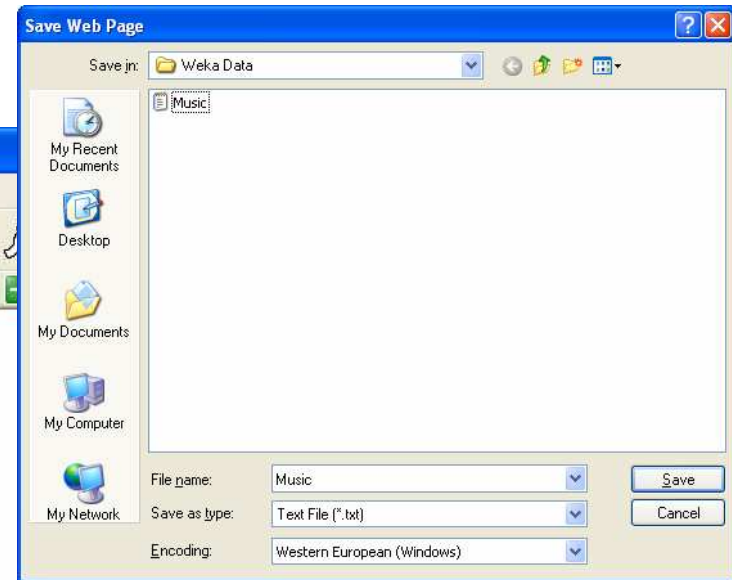 Save Web Page
Save in: Weka Data
Music
My Recent
Documents
Desktop
My Documents
My Computer
My Network
File name: Music Save
Save as type: Text File (*.txt) Cancel
Encoding: Western European (Windows)